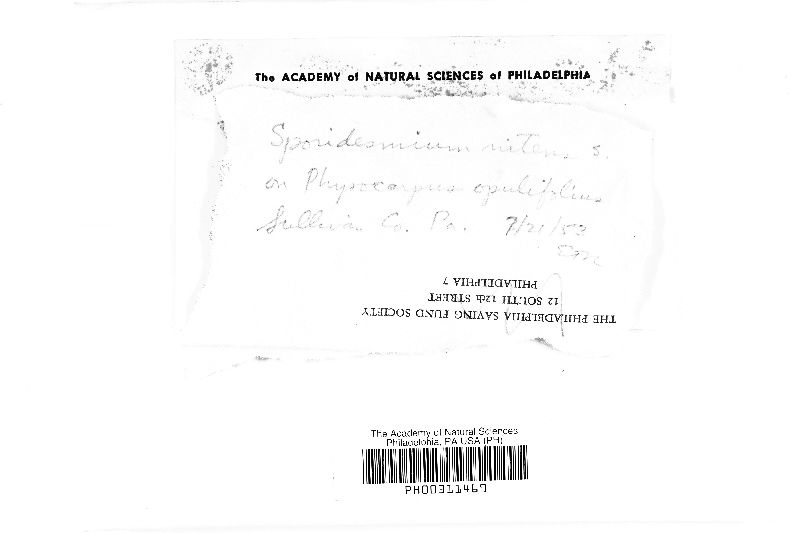 The ACADEMY of NATURAL SCIENCES of PHILADELPHIA
Sporidesmium nitens s.
on Physocarpus opulifolius
Sullivan Co. Pa. 7/21/53
THE PHILADELPHIA SAVING FUND SOCIETY
12 SOUTH 12th STREET
PHILADELPHIA 7
The Academy of Natural Sciences
Philadelphia, PA USA (PH)
PH00311467